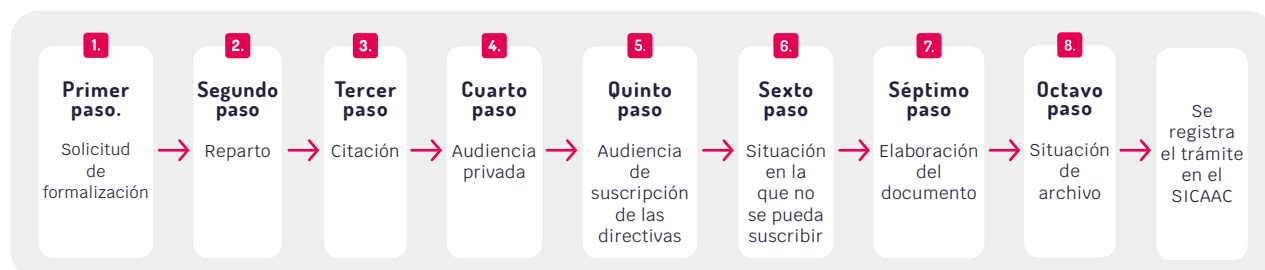 1.
Primer
paso.
Solicitud
de
formalización
2.
Segundo
paso
Reparto
3.
Tercer
paso
Citación
4.
Cuarto
paso
Audiencia
privada
5.
Quinto
paso
Audiencia
de
suscripción
de las
directivas
6.
Sexto
paso
Situación
en la
que no
se pueda
suscribir
7.
Séptimo
paso
Elaboración
del
documento
8.
Octavo
paso
Situación
de
archivo
Se
registra
el trámite
en el
SICAAC